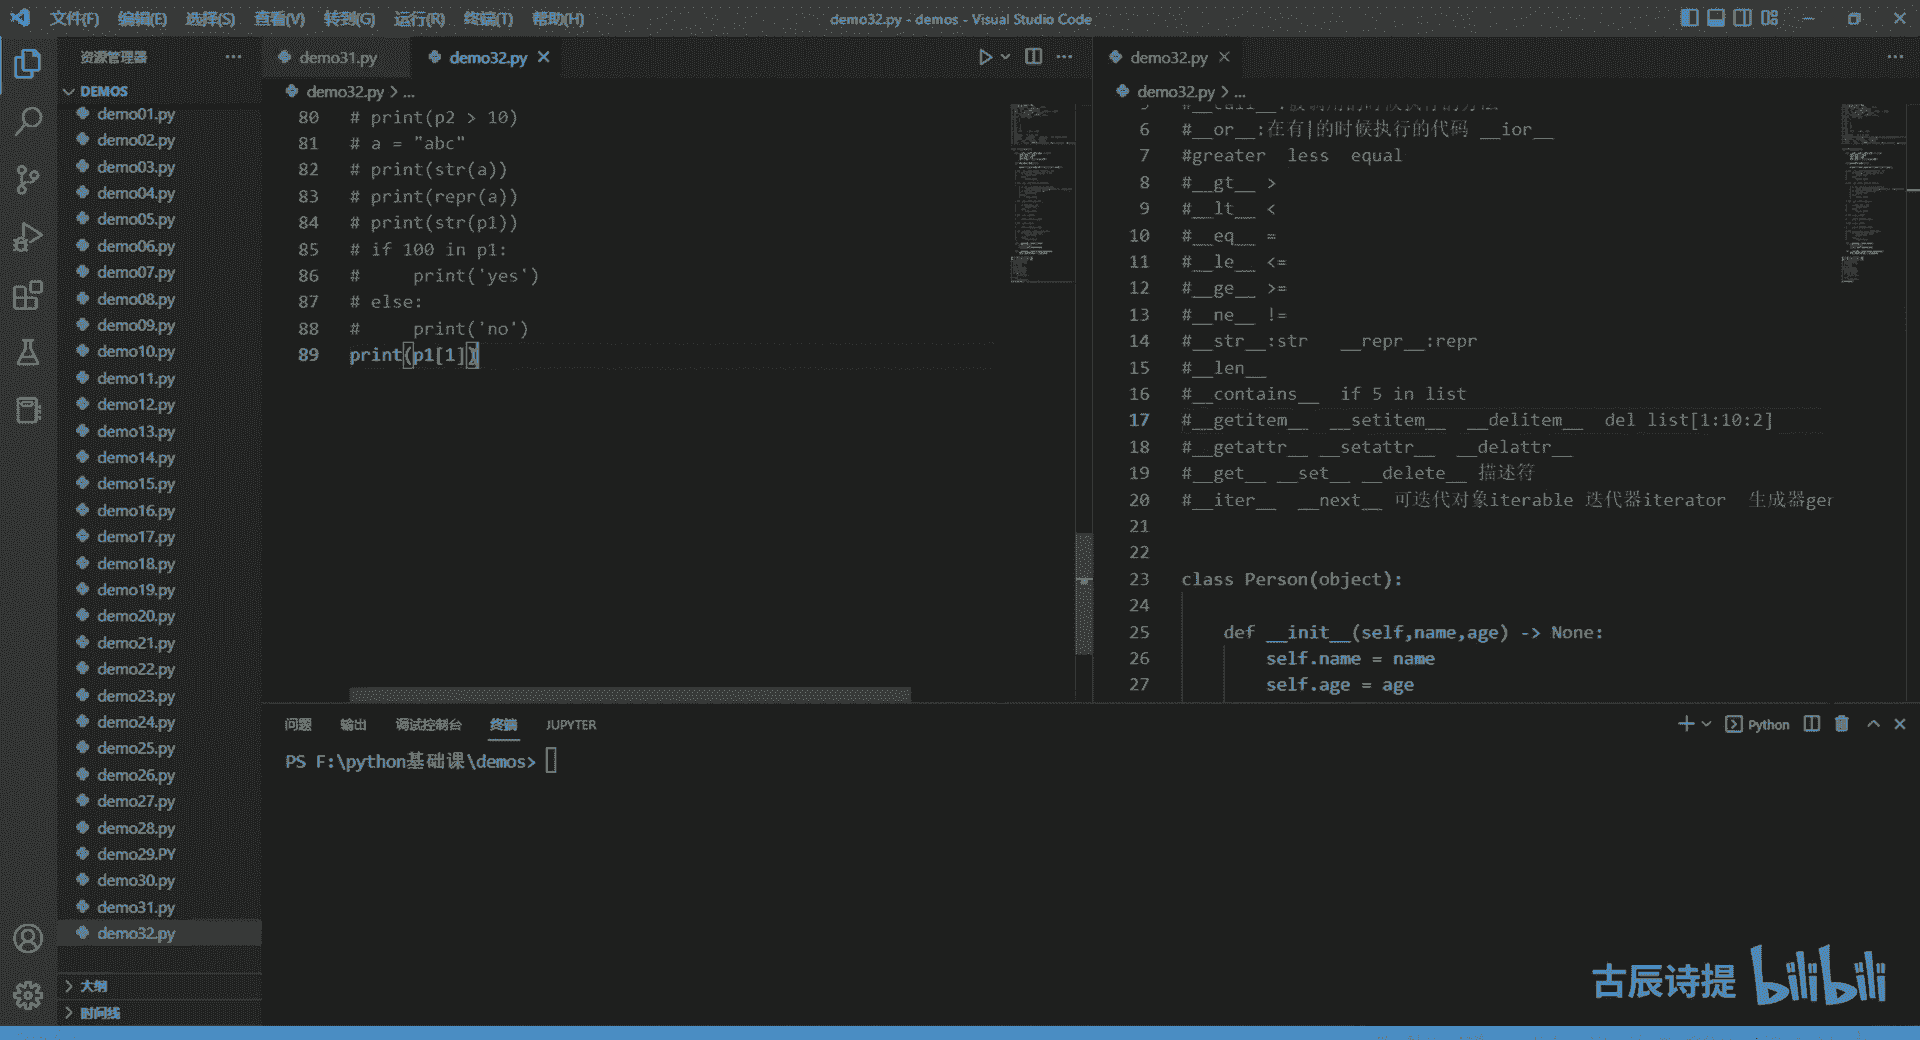 文件(F) 编辑(E) 选择(S) 查看(V) 转到(G) 运行(R) 终端(T) 帮助(H)
demo32.py - demos - Visual Studio Code
资源管理器
DEMOS
demo01.py
demo02.py
demo03.py
demo04.py
demo05.py
demo06.py
demo07.py
demo08.py
demo09.py
demo10.py
demo11.py
demo12.py
demo13.py
demo14.py
demo15.py
demo16.py
demo17.py
demo18.py
demo19.py
demo20.py
demo21.py
demo22.py
demo23.py
demo24.py
demo25.py
demo26.py
demo27.py
demo28.py
demo29.PY
demo30.py
demo31.py
demo32.py
大纲
时间线
demo31.py
demo32.py
demo32.py > ...
80 # print(p2 > 10)
81 # a = "abc"
82 # print(str(a))
83 # print(repr(a))
84 # print(str(p1))
85 # if 100 in p1:
86 #     print('yes')
87 # else:
88 #     print('no')
89 print(p1[1])
demo32.py
demo32.py > ...
6 #__or__:在有|的时候执行的代码 __ior__
7 #greater  less  equal
8 #__gt__ >
9 #__lt__ <
10 #__eq__ =
11 #__le__ <=
12 #__ge__ >=
13 #__ne__ !=
14 #__str__:str   __repr__:repr
15 #__len__
16 #__contains__  if 5 in list
17 #__getitem__  __setitem__  __delitem__  del list[1:10:2]
18 #__getattr__ __setattr__  __delattr__
19 #__get__ __set__ __delete__ 描述符
20 #__iter__  __next__ 可迭代对象iterable 迭代器iterator  生成器ger
21
22
23 class Person(object):
24
25     def __init__(self,name,age) -> None:
26         self.name = name
27         self.age = age
问题 输出 调试控制台 终端 JUPYTER
Python
PS F:\python基础课\demos>
古辰诗提 bilibili